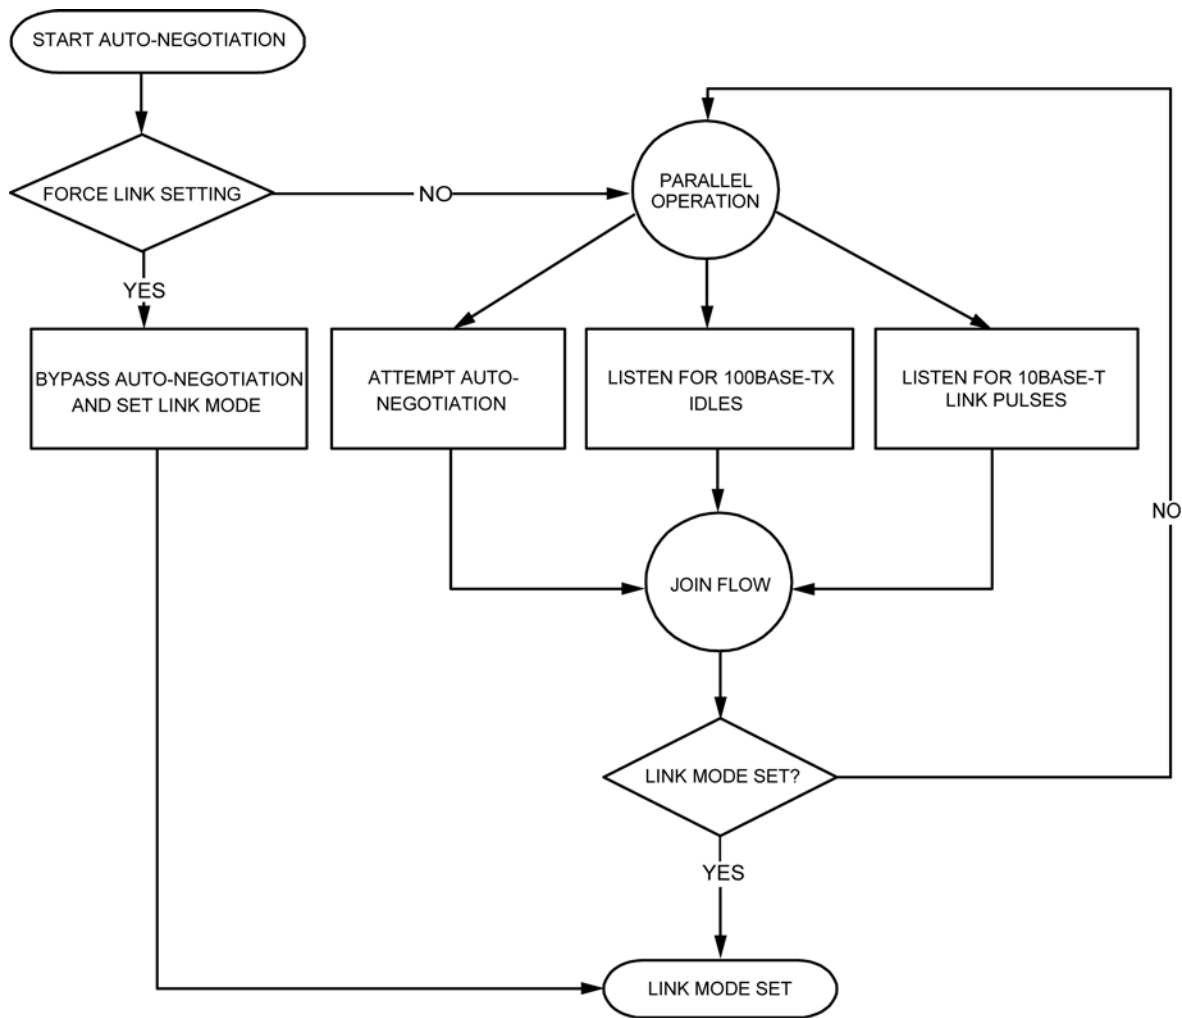 START AUTO-NEGOTIATION
FORCE LINK SETTING
NO
PARALLEL
OPERATION
YES
BYPASS AUTO-NEGOTIATION
AND SET LINK MODE
ATTEMPT AUTO-
NEGOTIATION
LISTEN FOR 100BASE-TX
IDLES
LISTEN FOR 10BASE-T
LINK PULSES
NO
JOIN FLOW
LINK MODE SET?
YES
LINK MODE SET